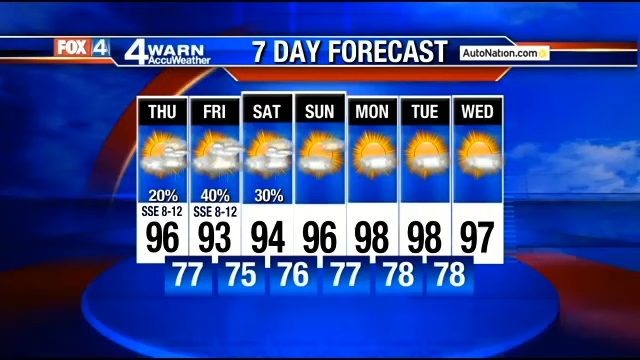 FOX 4 4WARN 7 DAY FORECAST AutoNation.com
AccuWeather
THU FRI SAT SUN MON TUE WED
20% 40% 30%
SSE 8-12 SSE 8-12
96 93 94 96 98 98 97
77 75 76 77 78 78